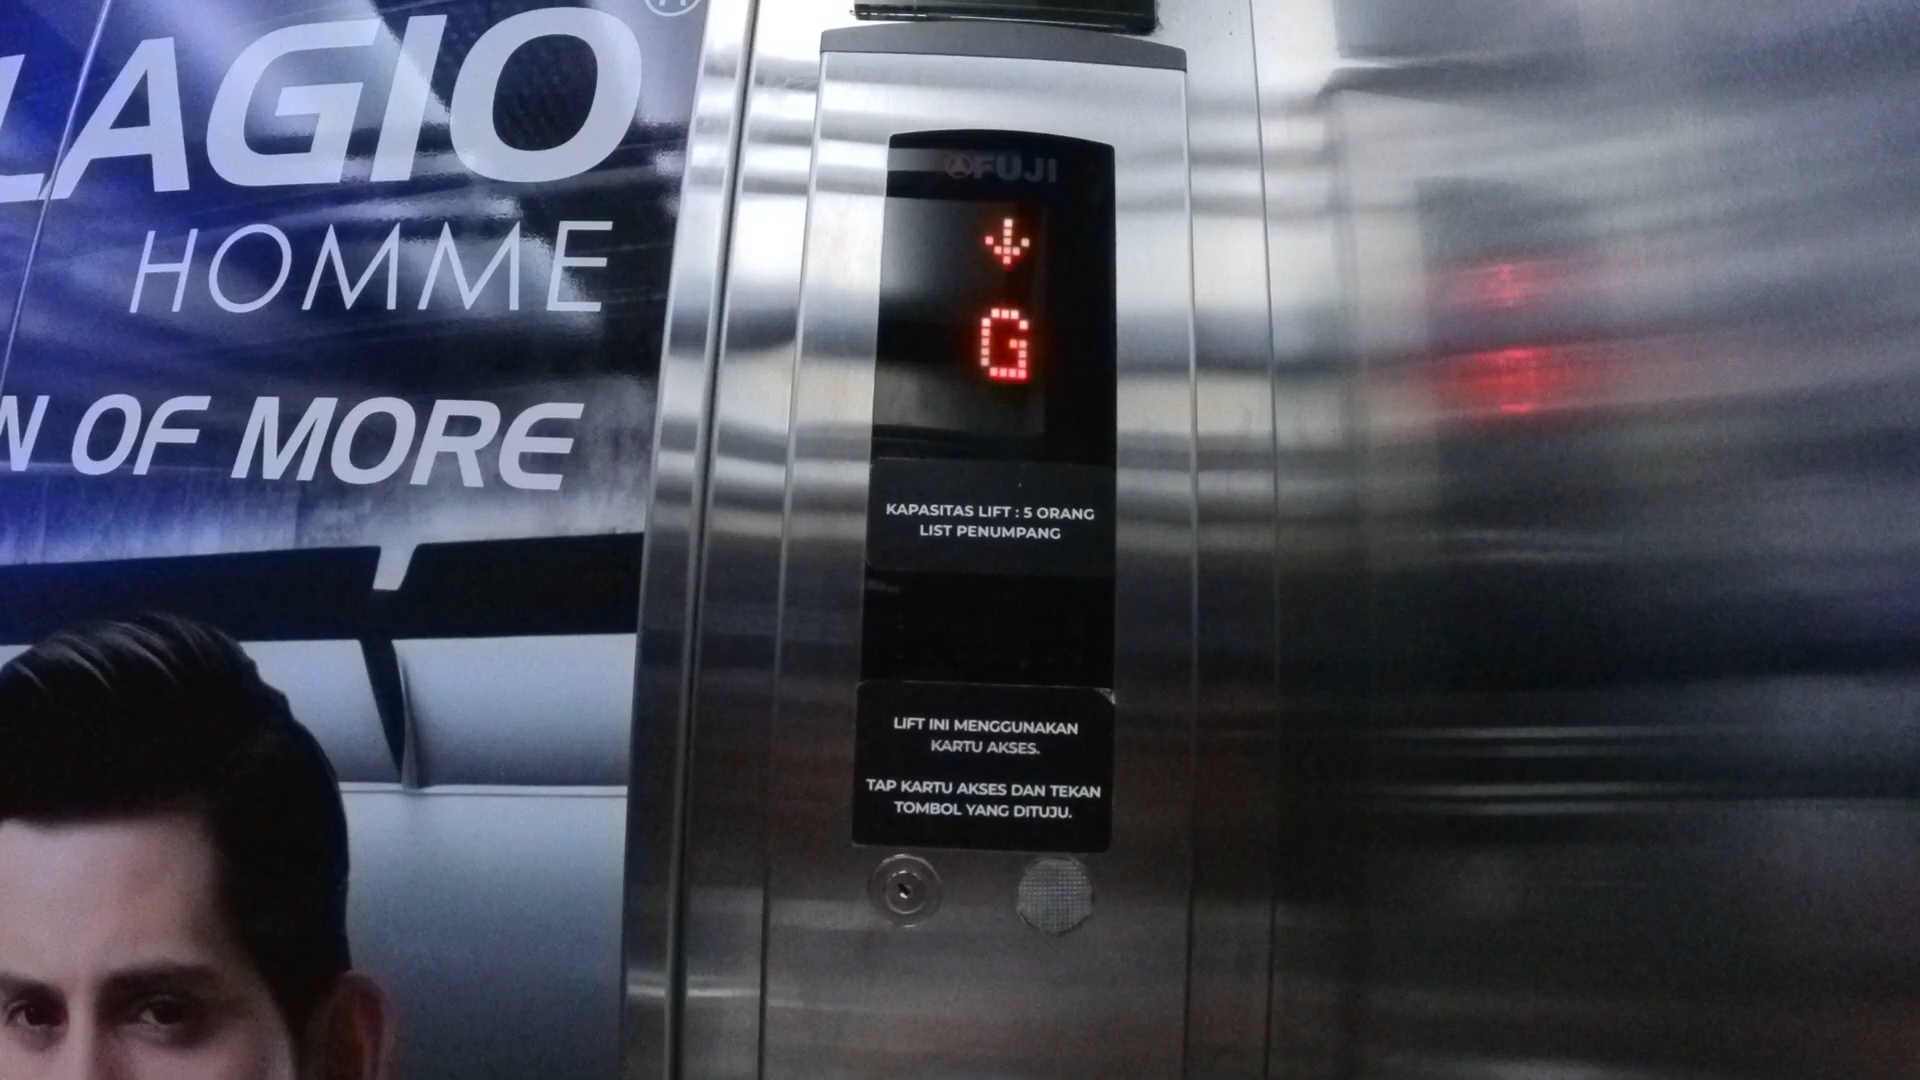 LAGIO
HOMME
N OF MORE
FUJI
G
KAPASITAS LIFT : 5 ORANG
LIST PENUMPANG
LIFT INI MENGGUNAKAN
KARTU AKSES.
TAP KARTU AKSES DAN TEKAN
TOMBOL YANG DITUJU.